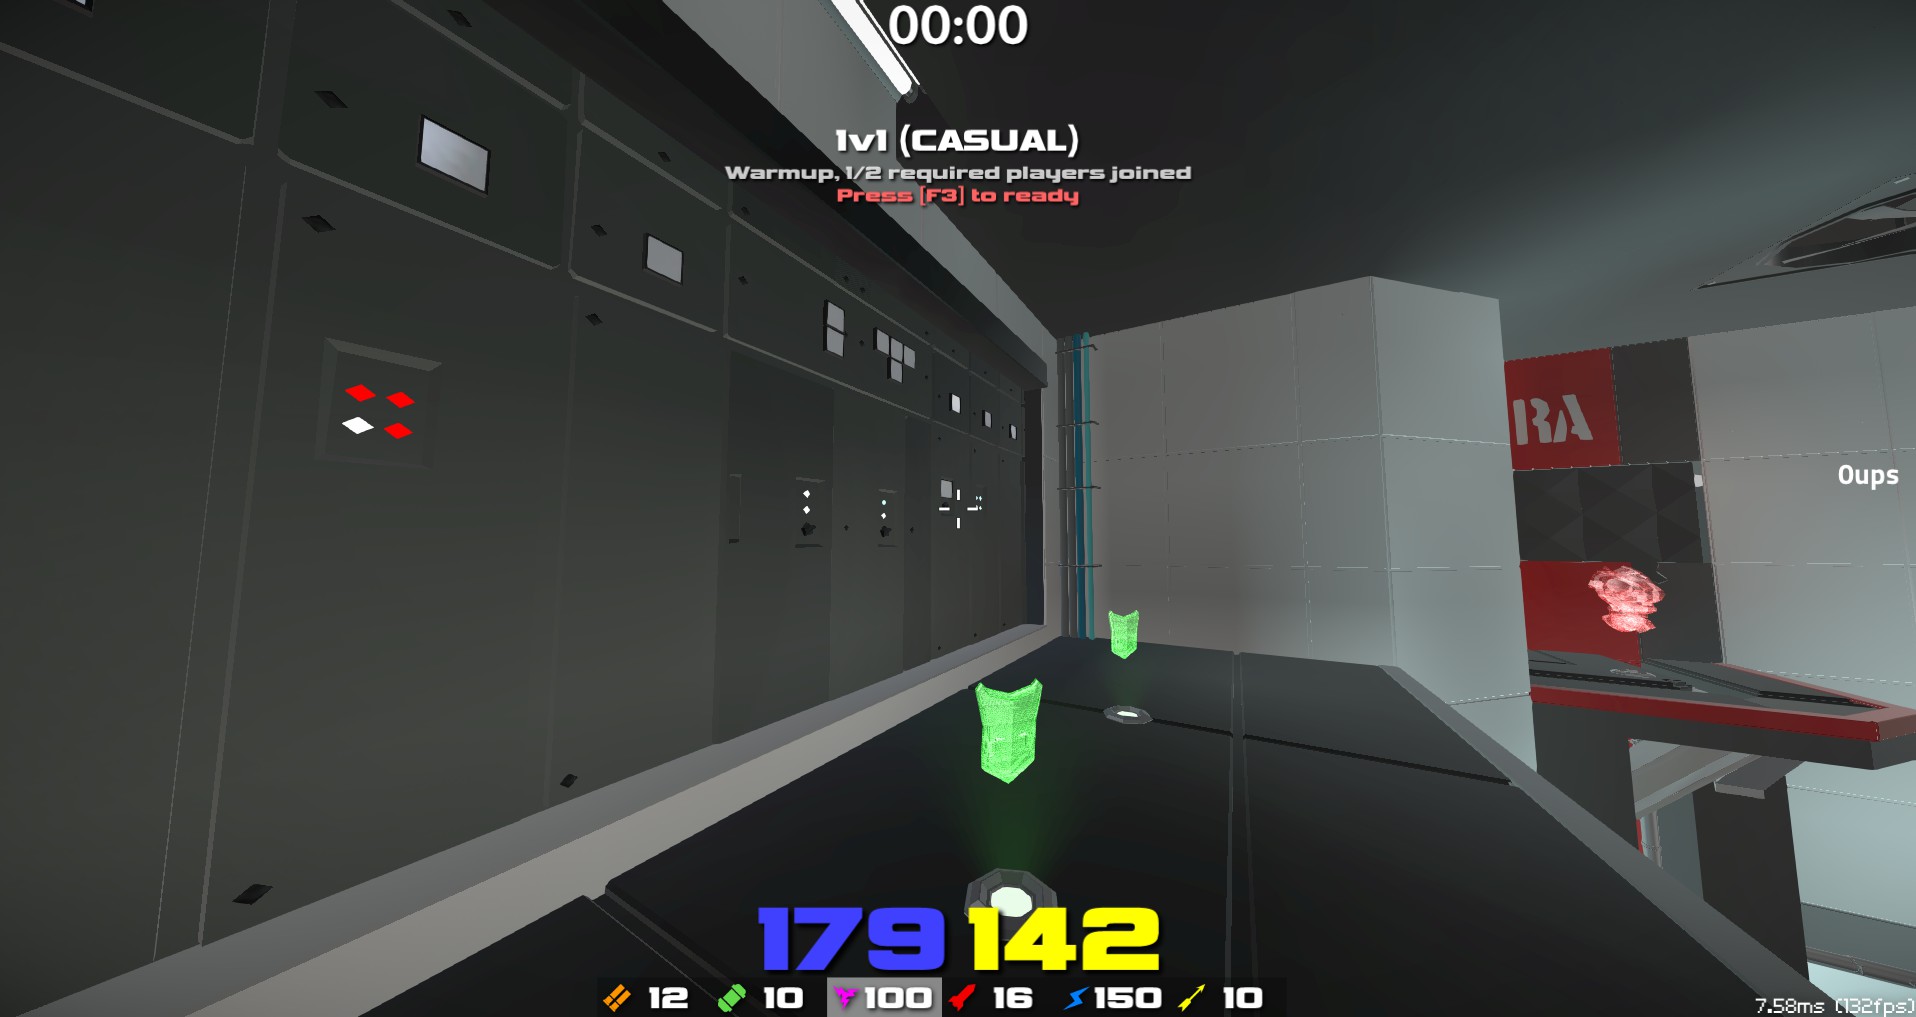 00:00
1v1 (CASUAL)
Warmup, 1/2 required players joined
Press [F3] to ready
RA
Oups
179 142
12 10 100 16 150 10
7.58ms (132fps)